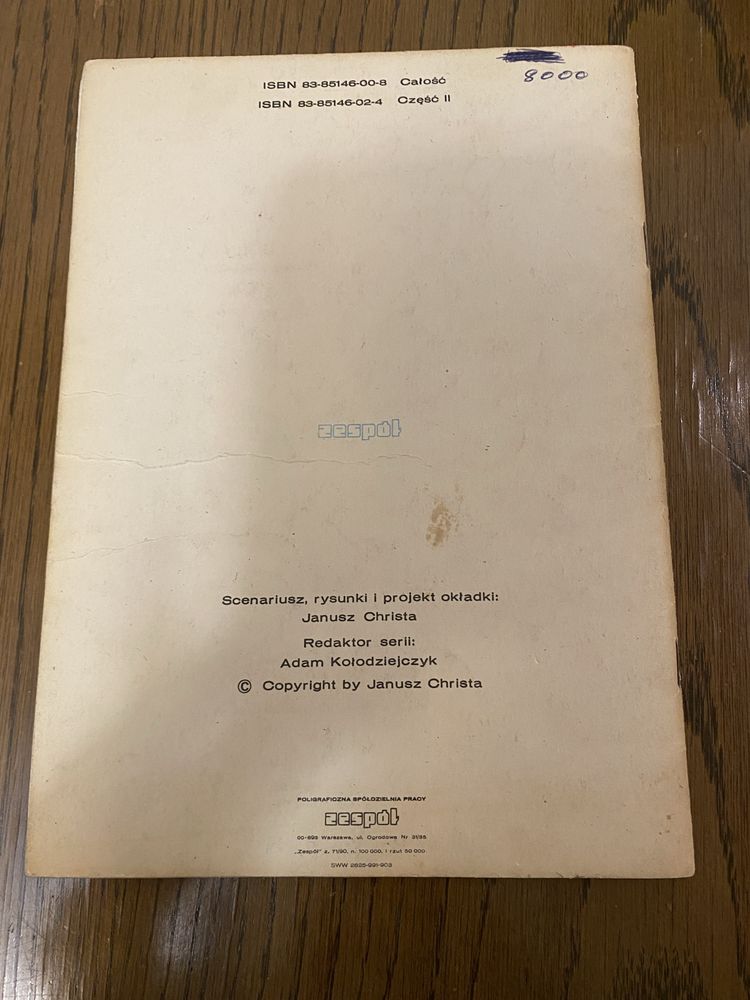 ISBN 83-85146-00-8 Całość
8000
ISBN 83-85146-02-4 Część II
zespół
Scenariusz, rysunki i projekt okładki:
Janusz Christa
Redaktor serii:
Adam Kołodziejczyk
© Copyright by Janusz Christa
POLIGRAFICZNA SPÓŁDZIELNIA PRACY
zespół
00-893 Warszawa, ul. Ogrodowa Nr 31/35
„Zespół” z. 71/90, n. 100 000, I rzut 50 000
SWW 2625-991-903